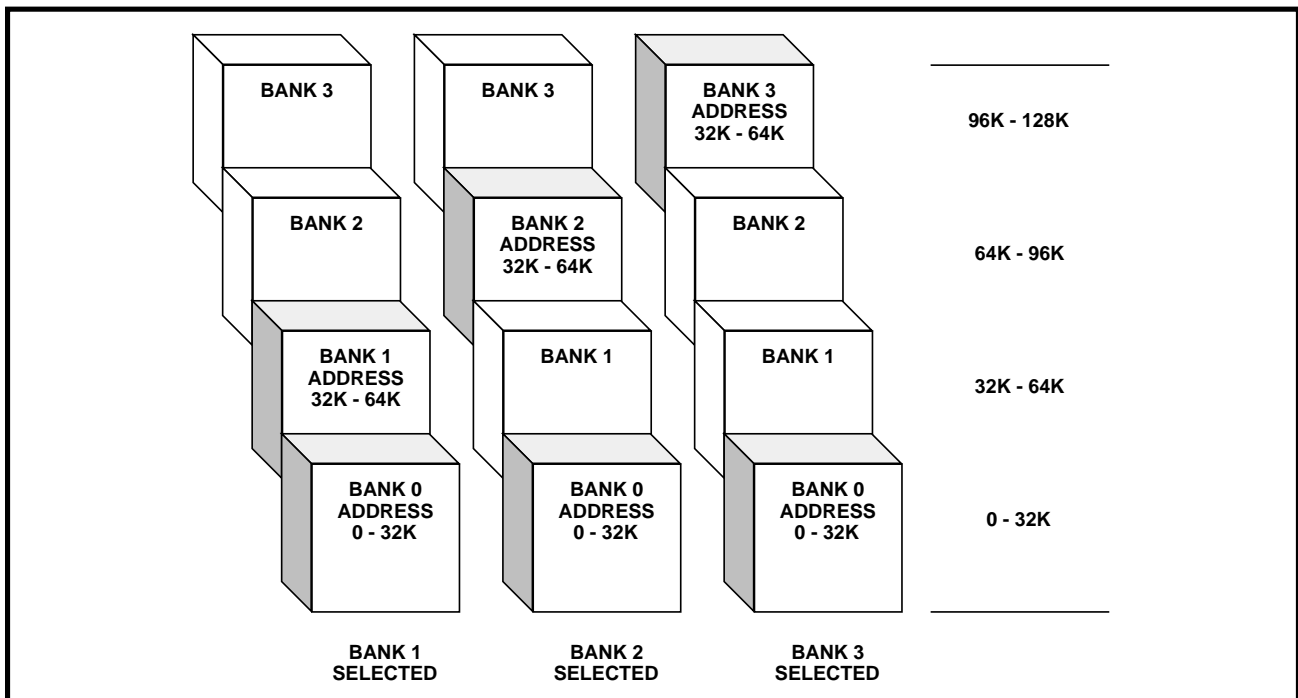 BANK 3
BANK 3
BANK 3
ADDRESS
32K - 64K
96K - 128K
BANK 2
BANK 2
ADDRESS
32K - 64K
BANK 2
64K - 96K
BANK 1
ADDRESS
32K - 64K
BANK 1
BANK 1
32K - 64K
BANK 0
ADDRESS
0 - 32K
BANK 0
ADDRESS
0 - 32K
BANK 0
ADDRESS
0 - 32K
0 - 32K
BANK 1
SELECTED
BANK 2
SELECTED
BANK 3
SELECTED